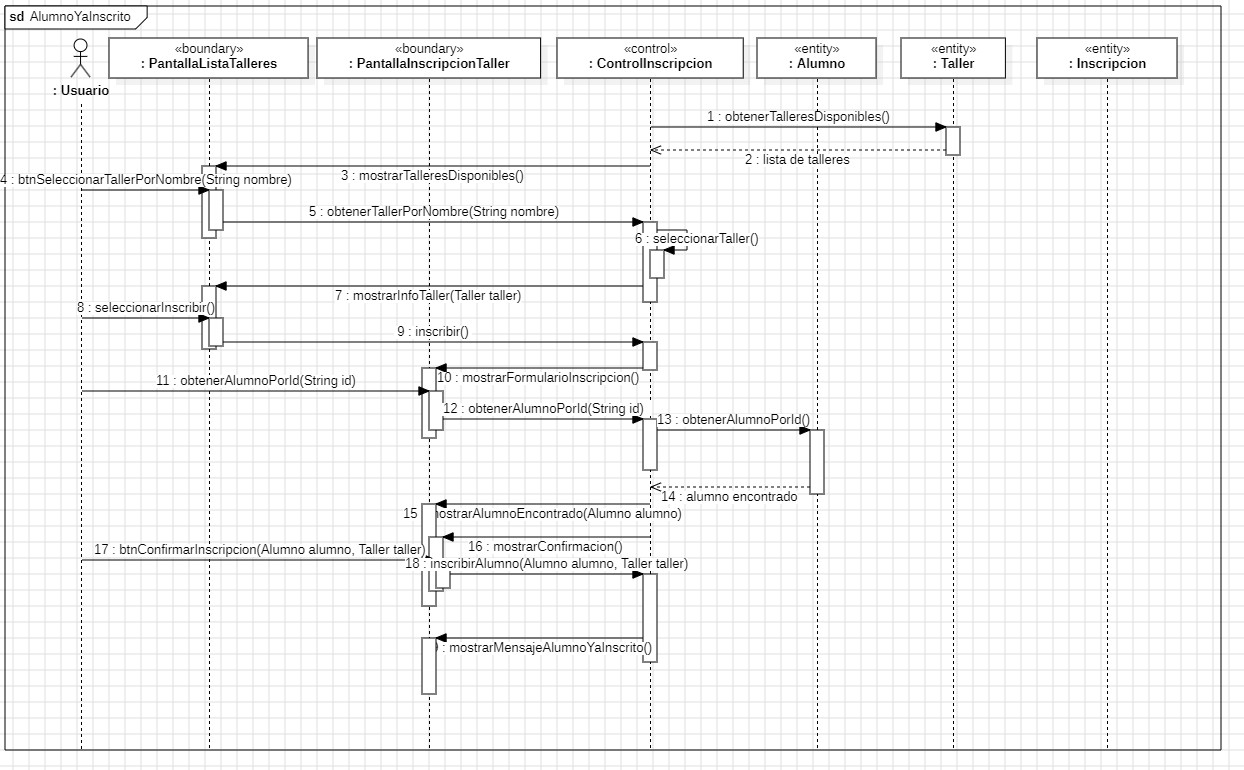 sd AlumnoYaInscrito
«boundary»
: PantallaListaTalleres
«boundary»
: PantallaInscripcionTaller
«control»
: ControlInscripcion
«entity»
: Alumno
«entity»
: Taller
«entity»
: Inscripcion
: Usuario
1 : obtenerTalleresDisponibles()
2 : lista de talleres
3 : mostrarTalleresDisponibles()
4 : btnSeleccionarTallerPorNombre(String nombre)
5 : obtenerTallerPorNombre(String nombre)
6 : seleccionarTaller()
7 : mostrarInfoTaller(Taller taller)
8 : seleccionarInscribir()
9 : inscribir()
10 : mostrarFormularioInscripcion()
11 : obtenerAlumnoPorId(String id)
12 : obtenerAlumnoPorId(String id)
13 : obtenerAlumnoPorId()
14 : alumno encontrado
15 ostrarAlumnoEncontrado(Alumno alumno)
16 : mostrarConfirmacion()
17 : btnConfirmarInscripcion(Alumno alumno, Taller taller)
18 : inscribirAlumno(Alumno alumno, Taller taller)
: mostrarMensajeAlumnoYaInscrito()